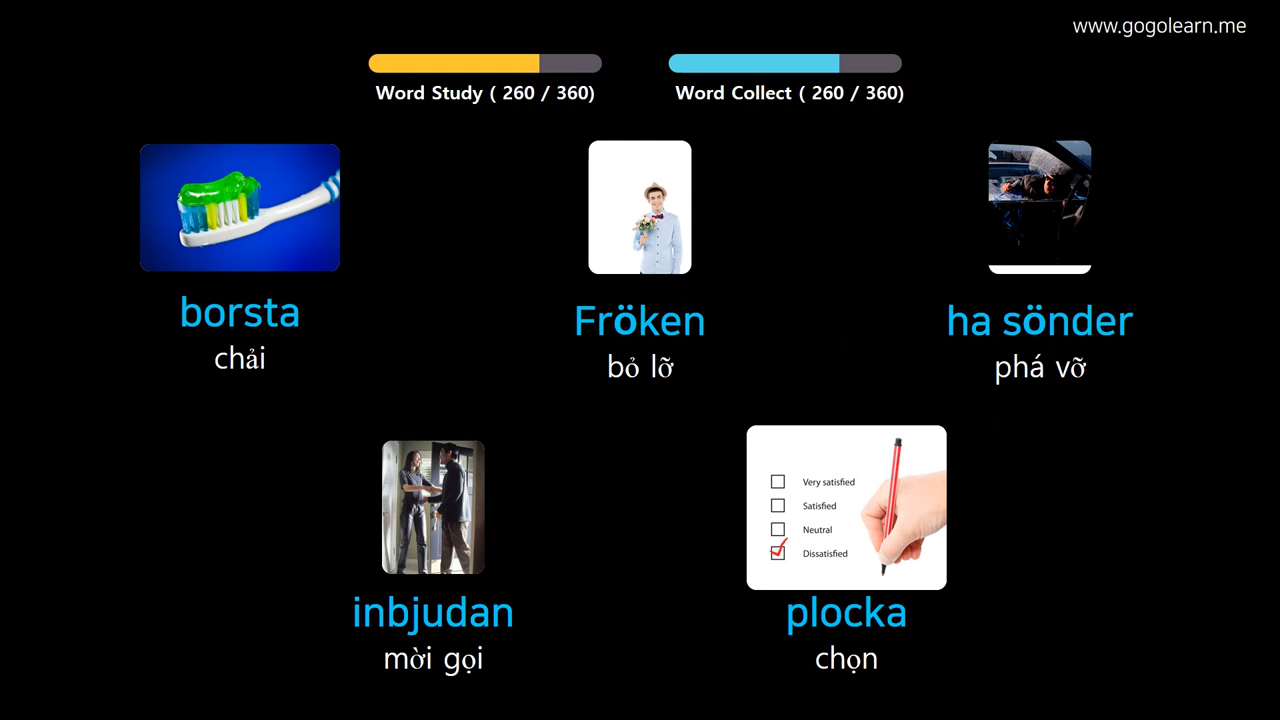 www.gogolearn.me
Word Study ( 260 / 360)
Word Collect ( 260 / 360)
borsta
chải
Fröken
bỏ lỡ
ha sönder
phá vỡ
Very satisfied
Satisfied
Neutral
Dissatisfied
inbjudan
mời gọi
plocka
chọn